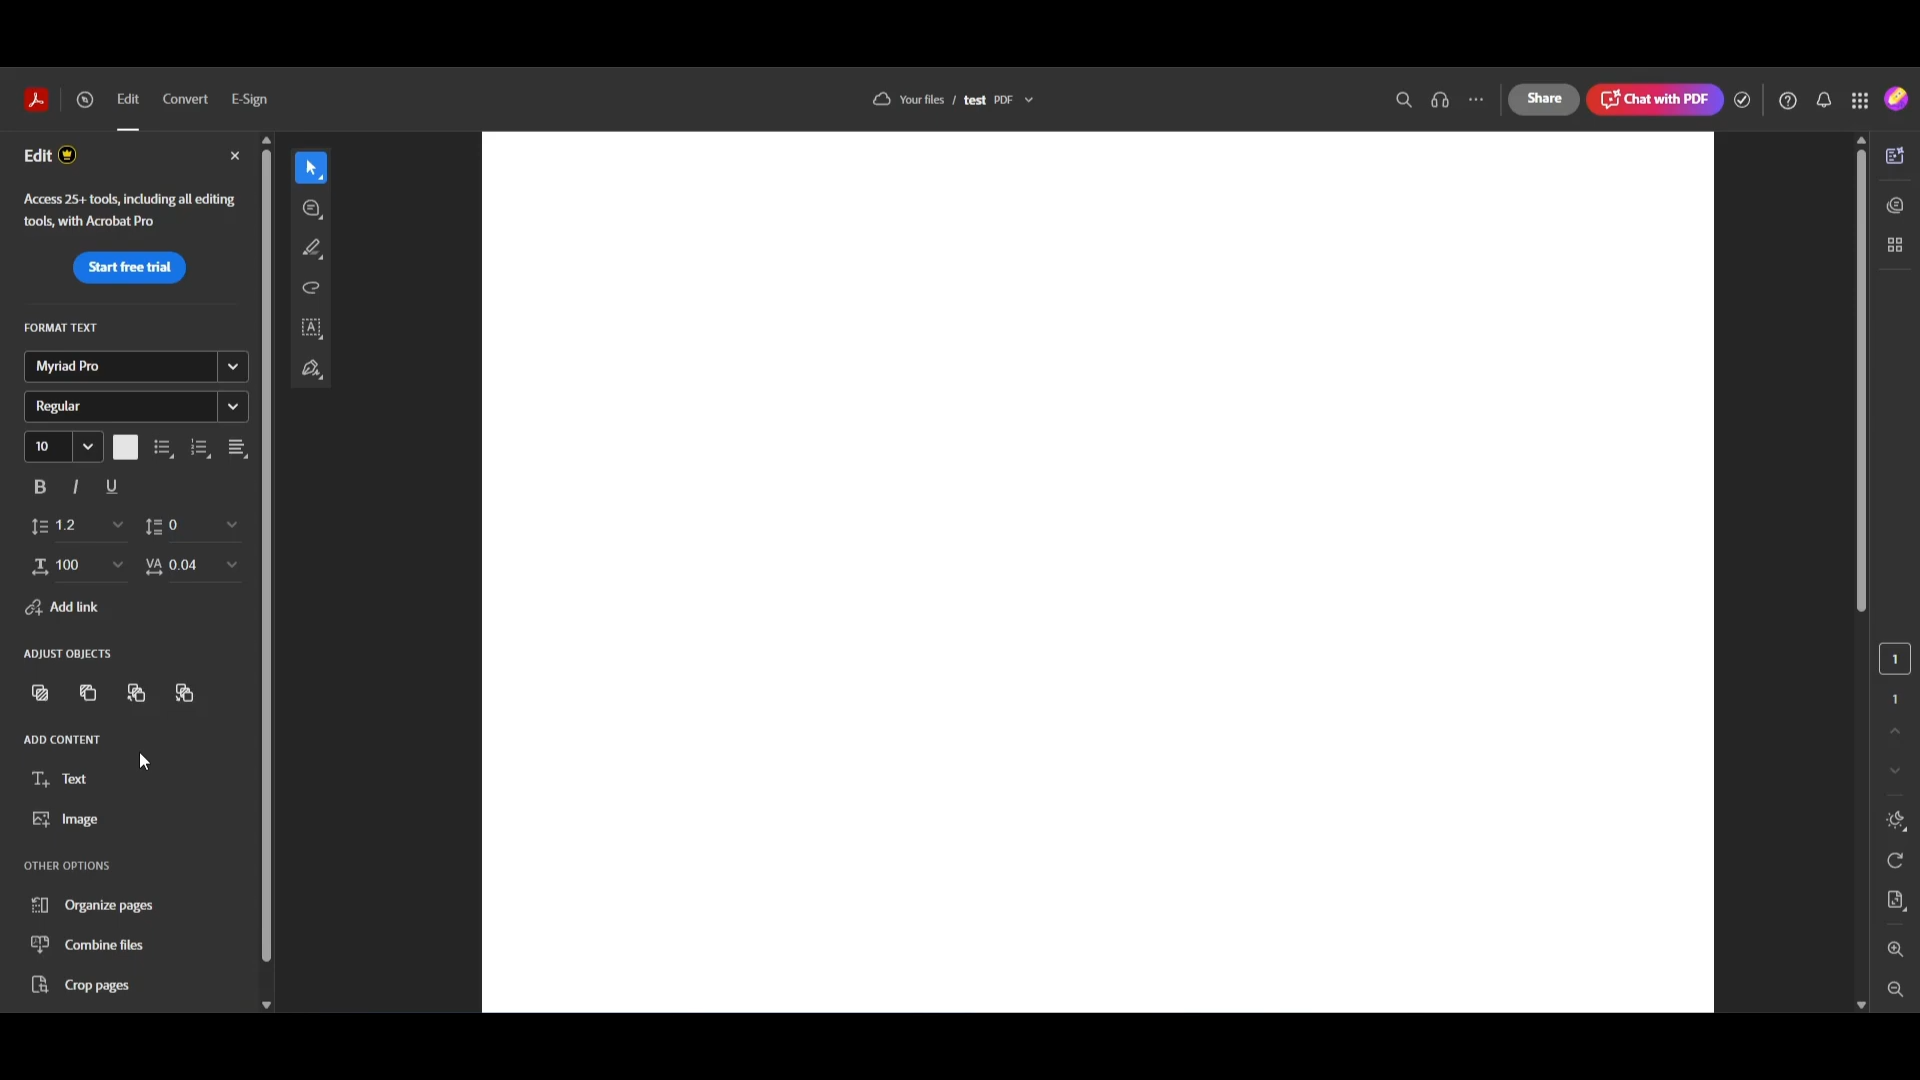 Edit Convert E-Sign
Your files / test PDF
Share Chat with PDF
Edit
Access 25+ tools, including all editing
tools, with Acrobat Pro
Start free trial
FORMAT TEXT
Myriad Pro
Regular
10
B I U
1.2 0
100 VA 0.04
Add link
ADJUST OBJECTS
ADD CONTENT
Text
Image
OTHER OPTIONS
Organize pages
Combine files
Crop pages
1
1